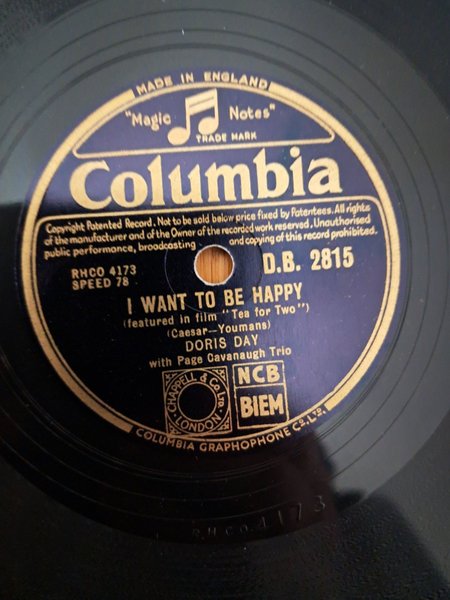 MADE IN ENGLAND
"Magic Notes"
TRADE MARK
Columbia
Copyright Patented Record. Not to be sold below price fixed by Patentees. All rights
of the manufacturer and of the Owner of the recorded work reserved. Unauthorised
public performance, broadcasting and copying of this record prohibited.
RHCO 4173
SPEED 78
D.B. 2815
I WANT TO BE HAPPY
(featured in film "Tea for Two")
(Caesar—Youmans)
DORIS DAY
with Page Cavanaugh Trio
CHAPPELL & Co. LTD.
LONDON
NCB
BIEM
COLUMBIA GRAPHOPHONE Co. LTD.
RHCO 4173